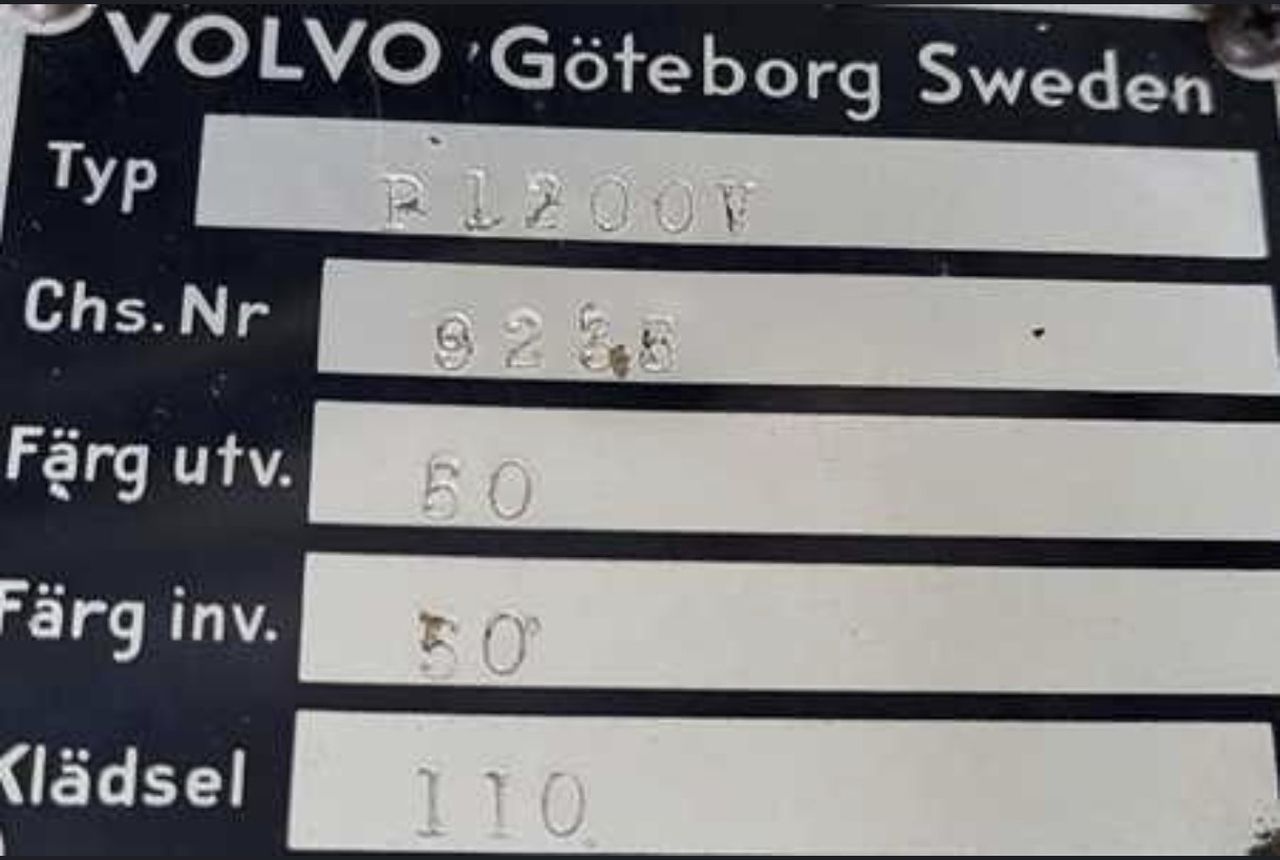 VOLVO Göteborg Sweden
Typ P1200V
Chs.Nr
Färg utv. 50
Färg inv. 50
Klädsel 110